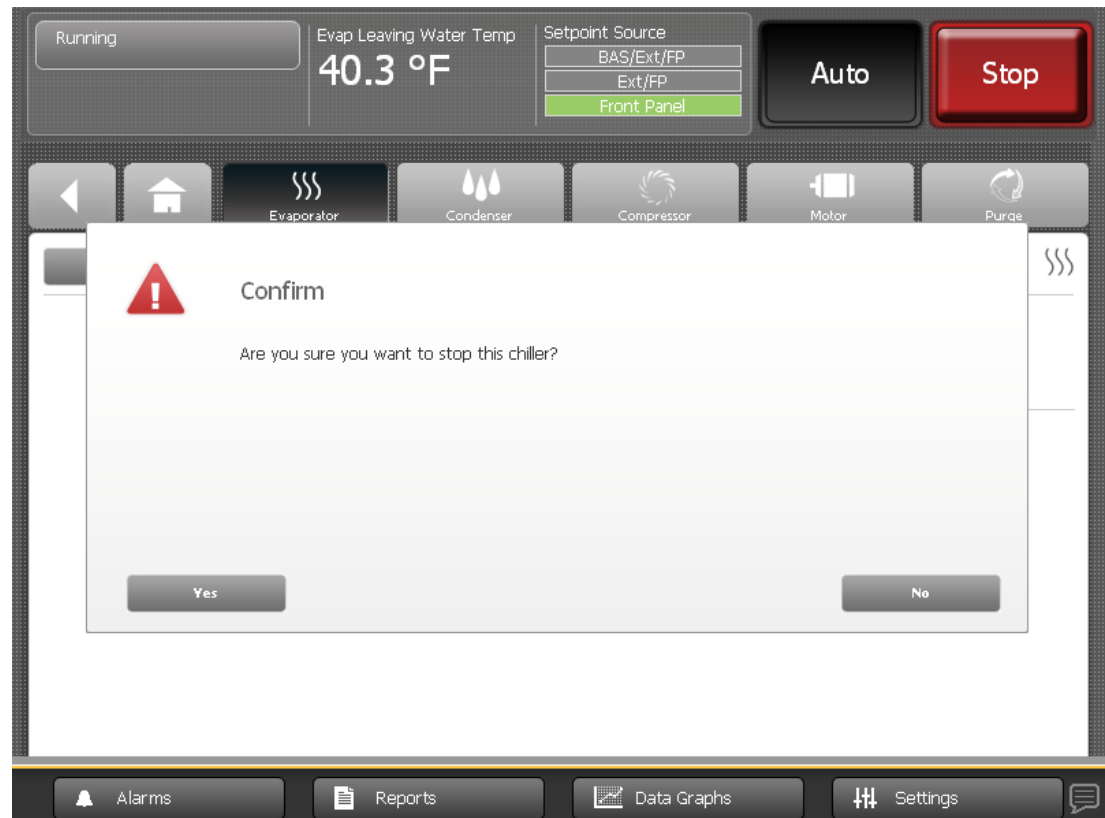 Running
Evap Leaving Water Temp
40.3 °F
Setpoint Source
BAS/Ext/FP
Ext/FP
Front Panel
Auto
Stop
Evaporator
Condenser
Compressor
Motor
Purge
Confirm
Are you sure you want to stop this chiller?
Yes
No
Alarms
Reports
Data Graphs
Settings